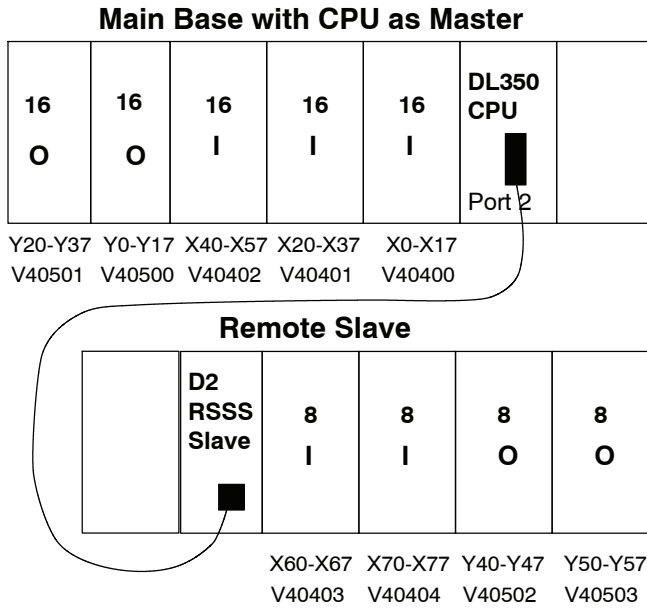 Main Base with CPU as Master
16 16 16 16 16 DL350
CPU
O O I I I
Port 2
Y20-Y37 Y0-Y17 X40-X57 X20-X37 X0-X17
V40501 V40500 V40402 V40401 V40400
Remote Slave
D2
RSSS
Slave
8 8 8 8
I I O O
X60-X67 X70-X77 Y40-Y47 Y50-Y57
V40403 V40404 V40502 V40503